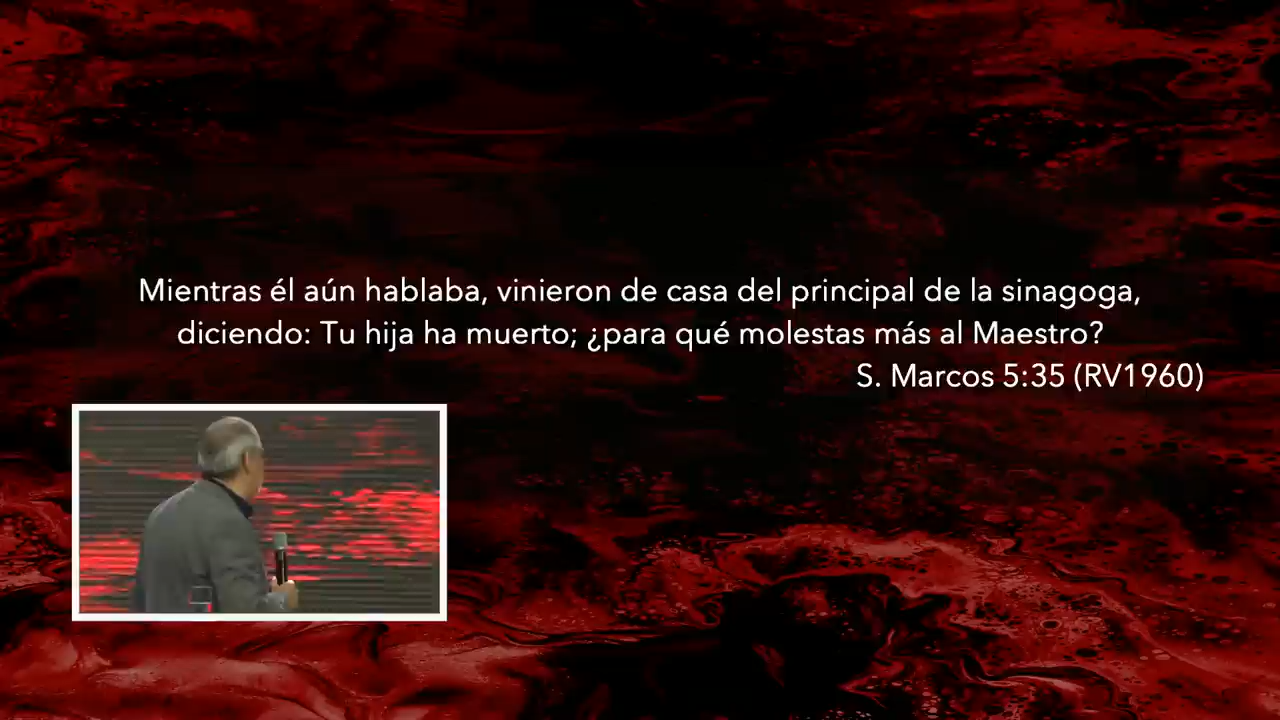 Mientras él aún hablaba, vinieron de casa del principal de la sinagoga,
diciendo: Tu hija ha muerto; ¿para qué molestas más al Maestro?
S. Marcos 5:35 (RV1960)